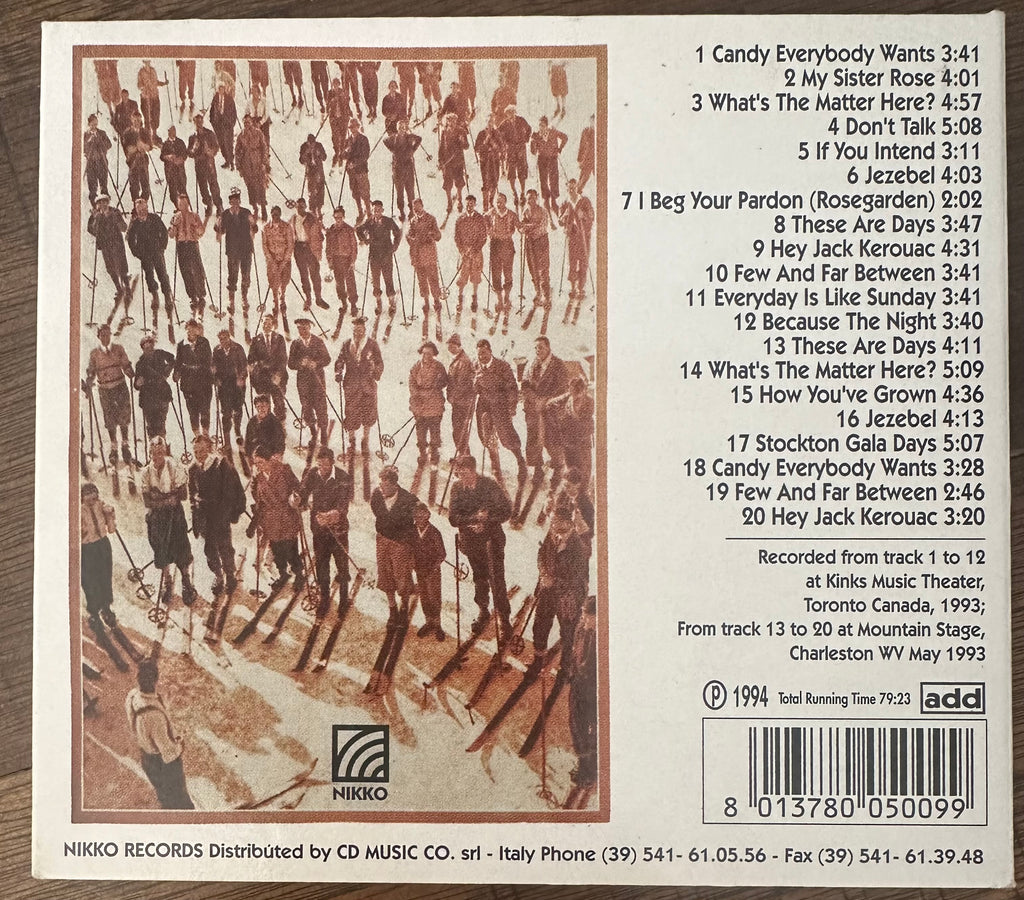 1 Candy Everybody Wants 3:41
2 My Sister Rose 4:01
3 What's The Matter Here? 4:57
4 Don't Talk 5:08
5 If You Intend 3:11
6 Jezebel 4:03
7 I Beg Your Pardon (Rosegarden) 2:02
8 These Are Days 3:47
9 Hey Jack Kerouac 4:31
10 Few And Far Between 3:41
11 Everyday Is Like Sunday 3:41
12 Because The Night 3:40
13 These Are Days 4:11
14 What's The Matter Here? 5:09
15 How You've Grown 4:36
16 Jezebel 4:13
17 Stockton Gala Days 5:07
18 Candy Everybody Wants 3:28
19 Few And Far Between 2:46
20 Hey Jack Kerouac 3:20
Recorded from track 1 to 12
at Kinks Music Theater,
Toronto Canada, 1993;
From track 13 to 20 at Mountain Stage,
Charleston WV May 1993
℗ 1994 Total Running Time 79:23 add
8 013780 050099
NIKKO
NIKKO RECORDS Distribúted by CD MUSIC CO. srl - Italy Phone (39) 541- 61.05.56 - Fax (39) 541- 61.39.48